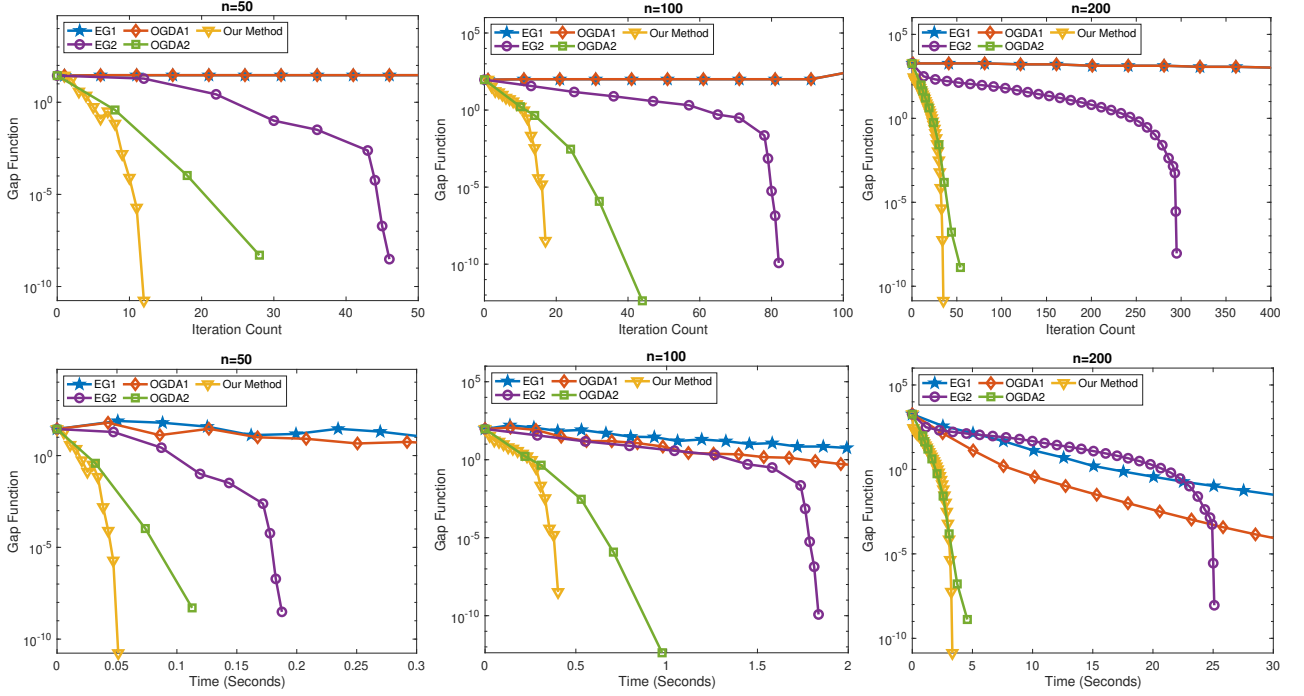 n=50
EG1 OGDA1 Our Method
EG2 OGDA2
Gap Function
10^0
10^-5
10^-10
0 10 20 30 40 50
Iteration Count
n=100
EG1 OGDA1 Our Method
EG2 OGDA2
Gap Function
10^5
10^0
10^-5
10^-10
0 20 40 60 80 100
Iteration Count
n=200
EG1 OGDA1 Our Method
EG2 OGDA2
Gap Function
10^5
10^0
10^-5
10^-10
0 50 100 150 200 250 300 350 400
Iteration Count
n=50
EG1 OGDA1 Our Method
EG2 OGDA2
Gap Function
10^0
10^-5
10^-10
0 0.05 0.1 0.15 0.2 0.25 0.3
Time (Seconds)
n=100
EG1 OGDA1 Our Method
EG2 OGDA2
Gap Function
10^5
10^0
10^-5
10^-10
0 0.5 1 1.5 2
Time (Seconds)
n=200
EG1 OGDA1 Our Method
EG2 OGDA2
Gap Function
10^5
10^0
10^-5
10^-10
0 5 10 15 20 25 30
Time (Seconds)